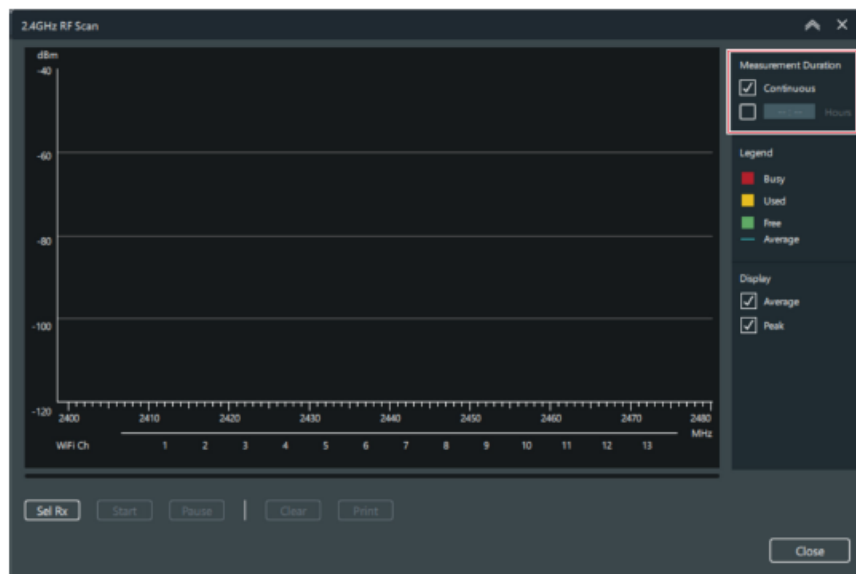 2.4GHz RF Scan
dBm
-40
-60
-80
-100
-120
2400 2410 2420 2430 2440 2450 2460 2470 2480
MHz
WiFi Ch 1 2 3 4 5 6 7 8 9 10 11 12 13
Measurement Duration
Continuous
--:-- Hours
Legend
Busy
Used
Free
Average
Display
Average
Peak
Sel Rx Start Pause Clear Print
Close